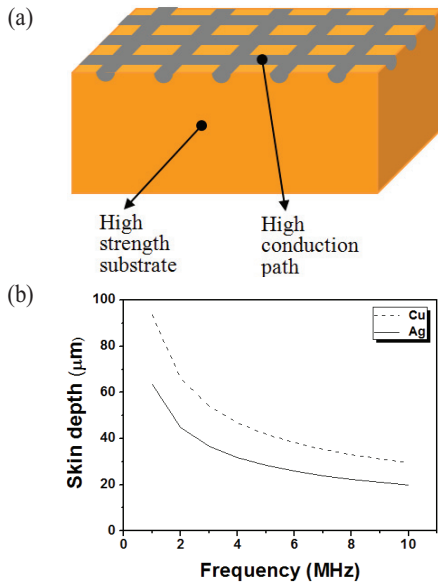 (a)
High
strength
substrate
High
conduction
path
(b)
100
80
60
40
20
0
Skin depth (µm)
Cu
Ag
0 2 4 6 8 10
Frequency (MHz)